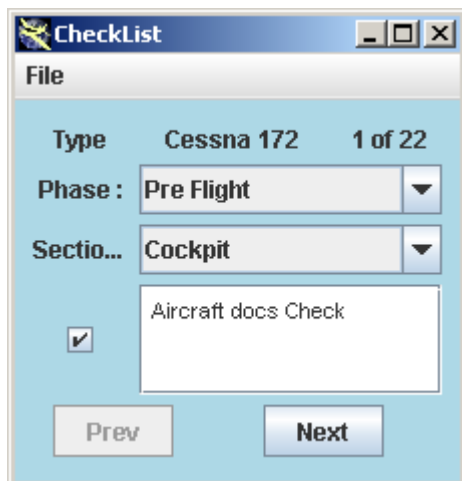 CheckList
File
Type Cessna 172 1 of 22
Phase : Pre Flight
Sectio... Cockpit
Aircraft docs Check
Prev Next